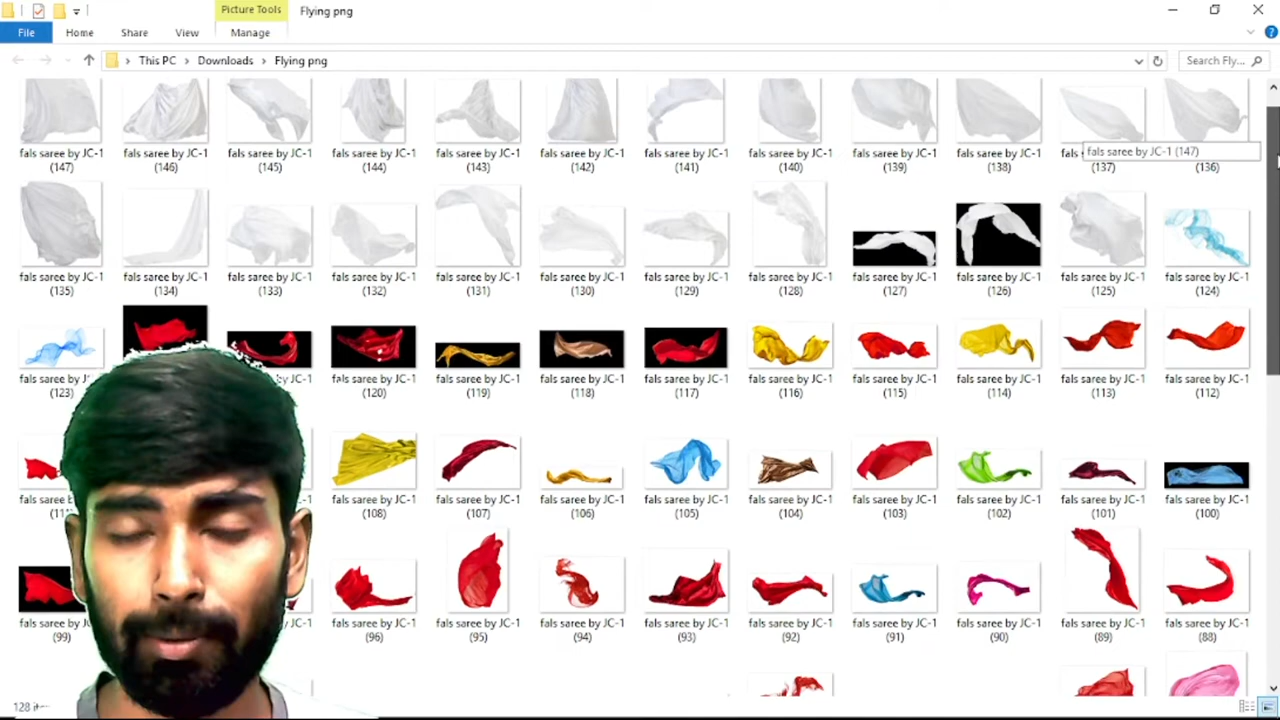 Picture Tools
Flying png
File
Home
Share
View
Manage
This PC
Downloads
Flying png
Search Fly...
fals saree by JC-1 (147)
fals saree by JC-1 (146)
fals saree by JC-1 (145)
fals saree by JC-1 (144)
fals saree by JC-1 (143)
fals saree by JC-1 (142)
fals saree by JC-1 (141)
fals saree by JC-1 (140)
fals saree by JC-1 (139)
fals saree by JC-1 (138)
(137)
fals saree by JC-1 (147)
(136)
fals saree by JC-1 (135)
fals saree by JC-1 (134)
fals saree by JC-1 (133)
fals saree by JC-1 (132)
fals saree by JC-1 (131)
fals saree by JC-1 (130)
fals saree by JC-1 (129)
fals saree by JC-1 (128)
fals saree by JC-1 (127)
fals saree by JC-1 (126)
fals saree by JC-1 (125)
fals saree by JC-1 (124)
fals saree by JC-1 (123)
fals saree by JC-1 (120)
fals saree by JC-1 (119)
fals saree by JC-1 (118)
fals saree by JC-1 (117)
fals saree by JC-1 (116)
fals saree by JC-1 (115)
fals saree by JC-1 (114)
fals saree by JC-1 (113)
fals saree by JC-1 (112)
fals
fals saree by JC-1 (108)
fals saree by JC-1 (107)
fals saree by JC-1 (106)
fals saree by JC-1 (105)
fals saree by JC-1 (104)
fals saree by JC-1 (103)
fals saree by JC-1 (102)
fals saree by JC-1 (101)
fals saree by JC-1 (100)
fals
(99)
fals saree by JC-1 (96)
fals saree by JC-1 (95)
fals saree by JC-1 (94)
fals saree by JC-1 (93)
fals saree by JC-1 (92)
fals saree by JC-1 (91)
fals saree by JC-1 (90)
fals saree by JC-1 (89)
fals saree by JC-1 (88)
128